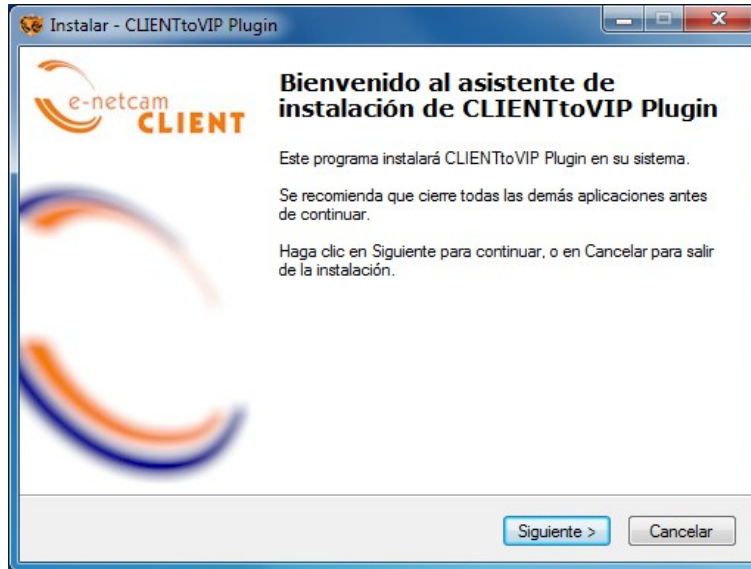 Instalar - CLIENTtoVIP Plugin
e-netcam
CLIENT
Bienvenido al asistente de
instalación de CLIENTtoVIP Plugin
Este programa instalará CLIENTtoVIP Plugin en su sistema.
Se recomienda que cierre todas las demás aplicaciones antes
de continuar.
Haga clic en Siguiente para continuar, o en Cancelar para salir
de la instalación.
Siguiente >
Cancelar